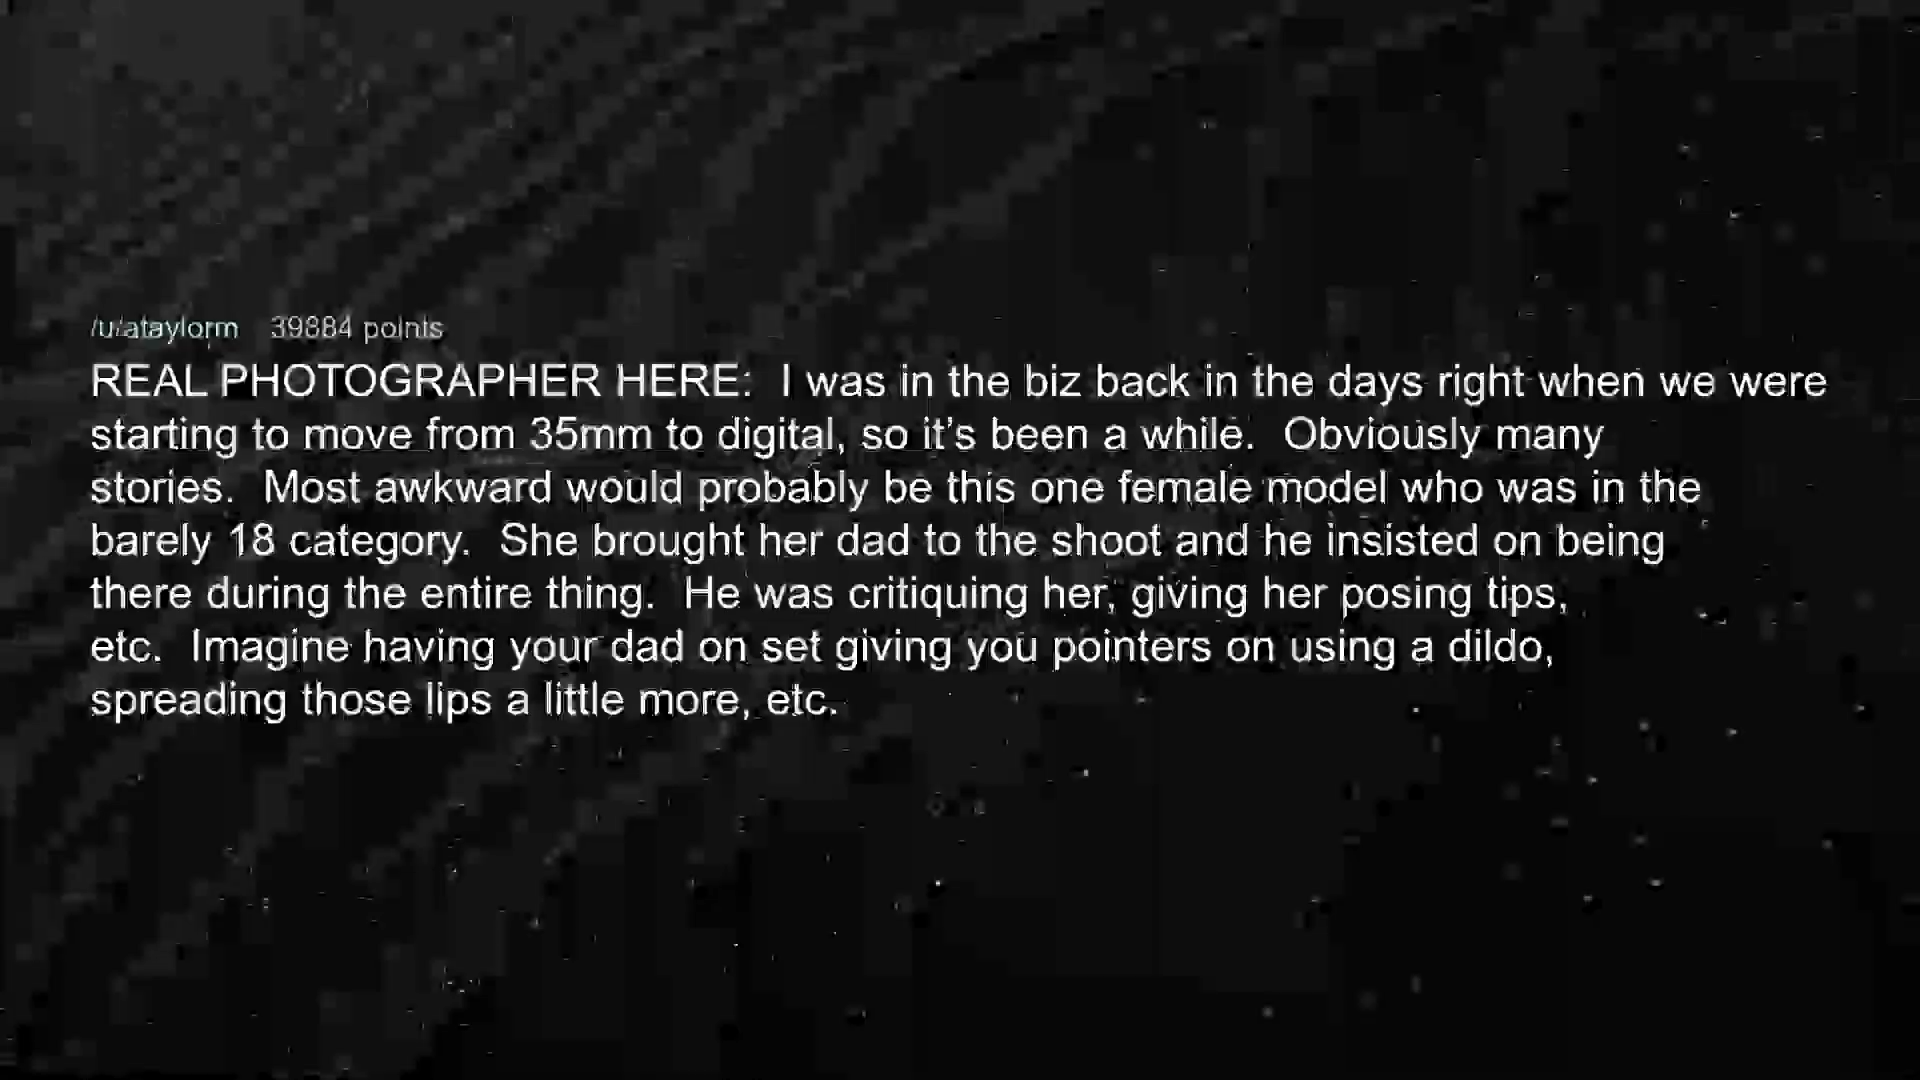 /u/ataylorm 39884 points
REAL PHOTOGRAPHER HERE: I was in the biz back in the days right when we were
starting to move from 35mm to digital, so it’s been a while. Obviously many
stories. Most awkward would probably be this one female model who was in the
barely 18 category. She brought her dad to the shoot and he insisted on being
there during the entire thing. He was critiquing her, giving her posing tips,
etc. Imagine having your dad on set giving you pointers on using a dildo,
spreading those lips a little more, etc.